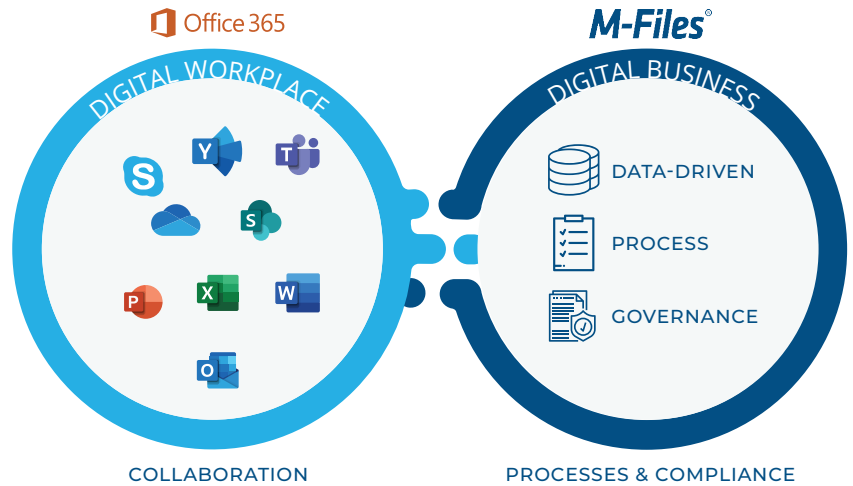 Office 365
M-Files®
DIGITAL WORKPLACE
DIGITAL BUSINESS
Y
T
S
S
P
X
W
O
DATA-DRIVEN
PROCESS
GOVERNANCE
COLLABORATION
PROCESSES & COMPLIANCE